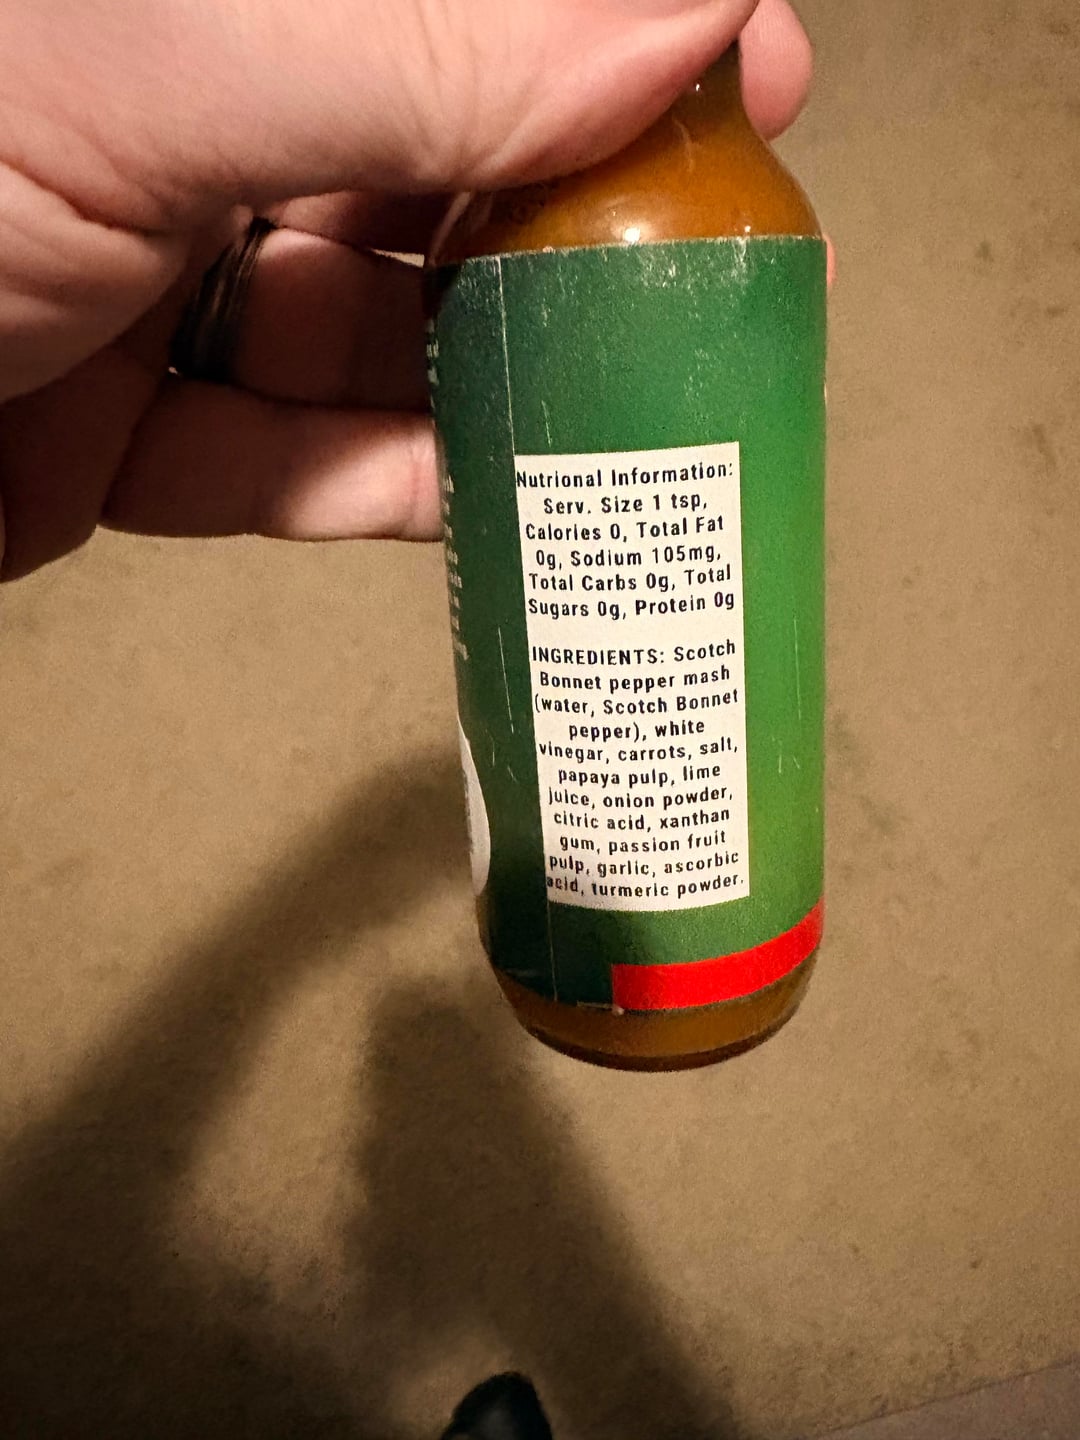 Nutrional Information:
Serv. Size 1 tsp,
Calories 0, Total Fat
0g, Sodium 105mg,
Total Carbs 0g, Total
Sugars 0g, Protein 0g
INGREDIENTS: Scotch
Bonnet pepper mash
(water, Scotch Bonnet
pepper), white
vinegar, carrots, salt,
papaya pulp, lime
juice, onion powder,
citric acid, xanthan
gum, passion fruit
pulp, garlic, ascorbic
acid, turmeric powder.